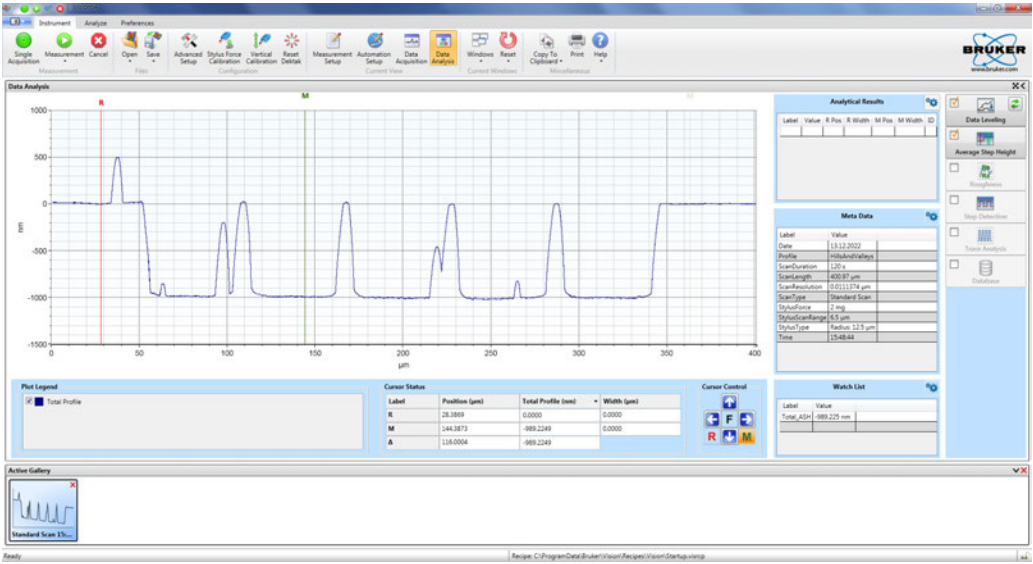 Instrument Analyze Preferences
Single Acquisition Measurement Cancel Open Save Advanced Setup Stylus Force Calibration Vertical Calibration Reset Dektak Measurement Setup Automation Setup Data Acquisition Data Analysis Windows Reset Copy To Clipboard Print Help
Measurement Files Configuration Current View Current Windows Miscellaneous
BRUKER
www.bruker.com
Data Analysis
R M M
1000
500
0
-500
-1000
-1500
nm
0 50 100 150 200 250 300 350 400
µm
Analytical Results
Label Value R Pos R Width M Pos M Width ID
Meta Data
Label Value
Date 13.12.2022
Profile HillsAndValleys
ScanDuration 120 s
ScanLength 400.97 µm
ScanResolution 0.0111374 µm
ScanType Standard Scan
StylusForce 2 mg
StylusScanRange 6.5 µm
StylusType Radius: 12.5 µm
Time 15:48:44
Data Leveling
Average Step Height
Roughness
Step Detection
Trace Analysis
Database
Plot Legend
Total Profile
Cursor Status
Label Position (µm) Total Profile (nm) Width (µm)
R 28.3869 0.0000 0.0000
M 144.3873 -989.2249 0.0000
Δ 116.0004 -989.2249
Cursor Control
F
R M
Watch List
Label Value
Total_ASH -989.225 nm
Active Gallery
Standard Scan 15:...
Ready
Recipe: C:\ProgramData\Bruker\Vision\Recipes\Vision\Startup.visrcp